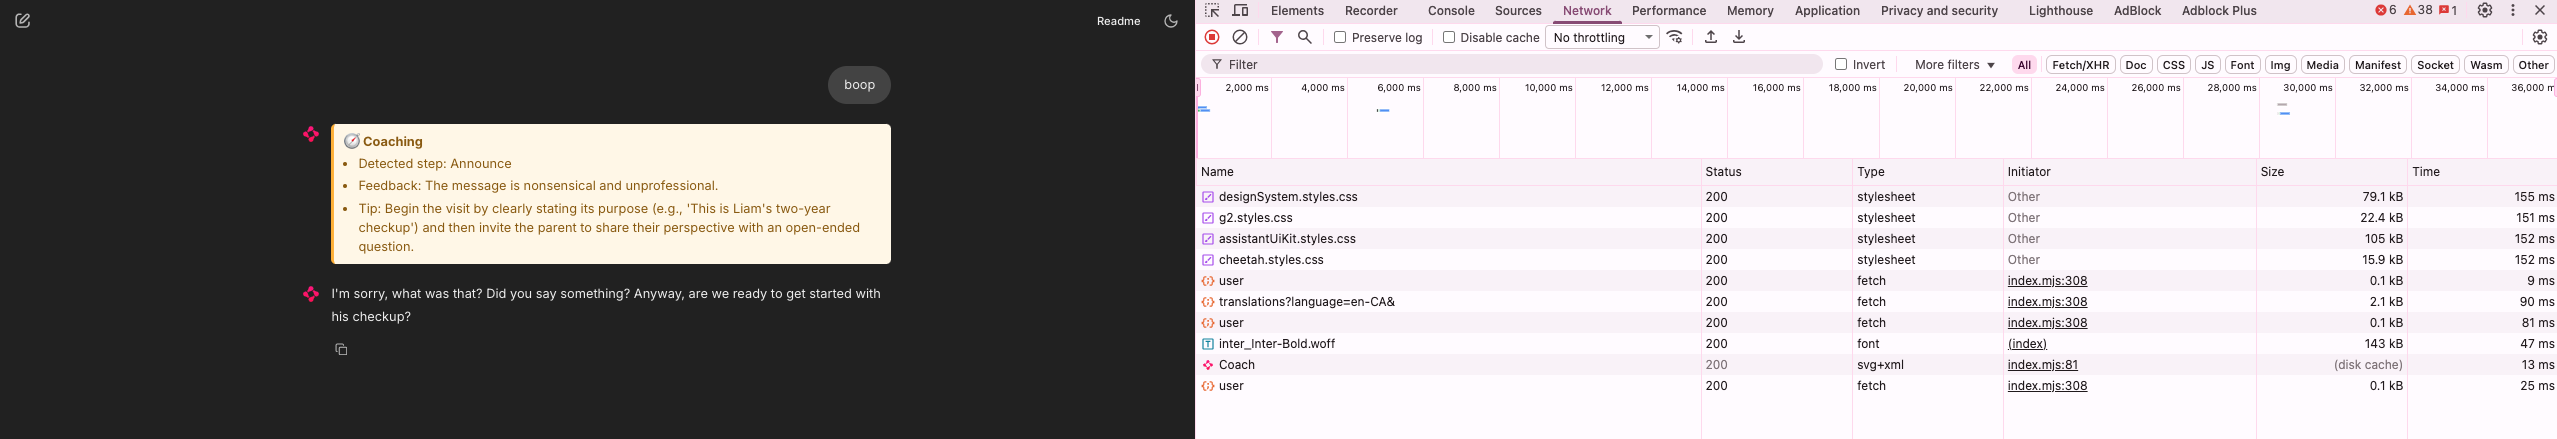 Readme
boop
Coaching
Detected step: Announce
Feedback: The message is nonsensical and unprofessional.
Tip: Begin the visit by clearly stating its purpose (e.g., 'This is Liam's two-year
checkup') and then invite the parent to share their perspective with an open-ended
question.
I'm sorry, what was that? Did you say something? Anyway, are we ready to get started with
his checkup?
Elements Recorder Console Sources Network Performance Memory Application Privacy and security Lighthouse AdBlock Adblock Plus 6 38 1
Preserve log Disable cache No throttling
Filter Invert More filters All Fetch/XHR Doc CSS JS Font Img Media Manifest Socket Wasm Other
2,000 ms 4,000 ms 6,000 ms 8,000 ms 10,000 ms 12,000 ms 14,000 ms 16,000 ms 18,000 ms 20,000 ms 22,000 ms 24,000 ms 26,000 ms 28,000 ms 30,000 ms 32,000 ms 34,000 ms 36,000 m
Name Status Type Initiator Size Time
designSystem.styles.css 200 stylesheet Other 79.1 kB 155 ms
g2.styles.css 200 stylesheet Other 22.4 kB 151 ms
assistantUiKit.styles.css 200 stylesheet Other 105 kB 152 ms
cheetah.styles.css 200 stylesheet Other 15.9 kB 152 ms
user 200 fetch index.mjs:308 0.1 kB 9 ms
translations?language=en-CA& 200 fetch index.mjs:308 2.1 kB 90 ms
user 200 fetch index.mjs:308 0.1 kB 81 ms
inter_Inter-Bold.woff 200 font (index) 143 kB 47 ms
Coach 200 svg+xml index.mjs:81 (disk cache) 13 ms
user 200 fetch index.mjs:308 0.1 kB 25 ms